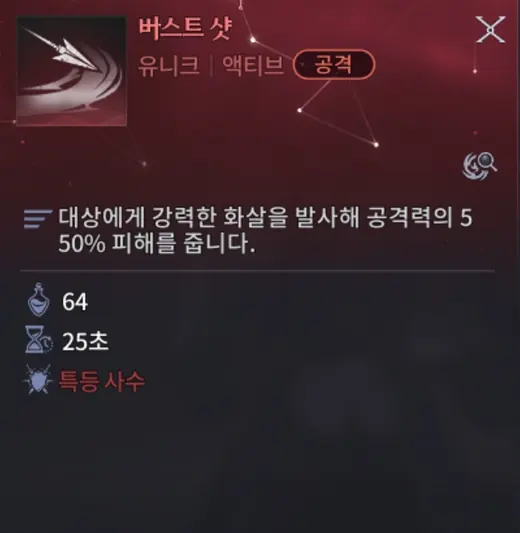 버스트 샷
유니크 | 액티브 공격
대상에게 강력한 화살을 발사해 공격력의 5
50% 피해를 줍니다.
64
25초
특등 사수